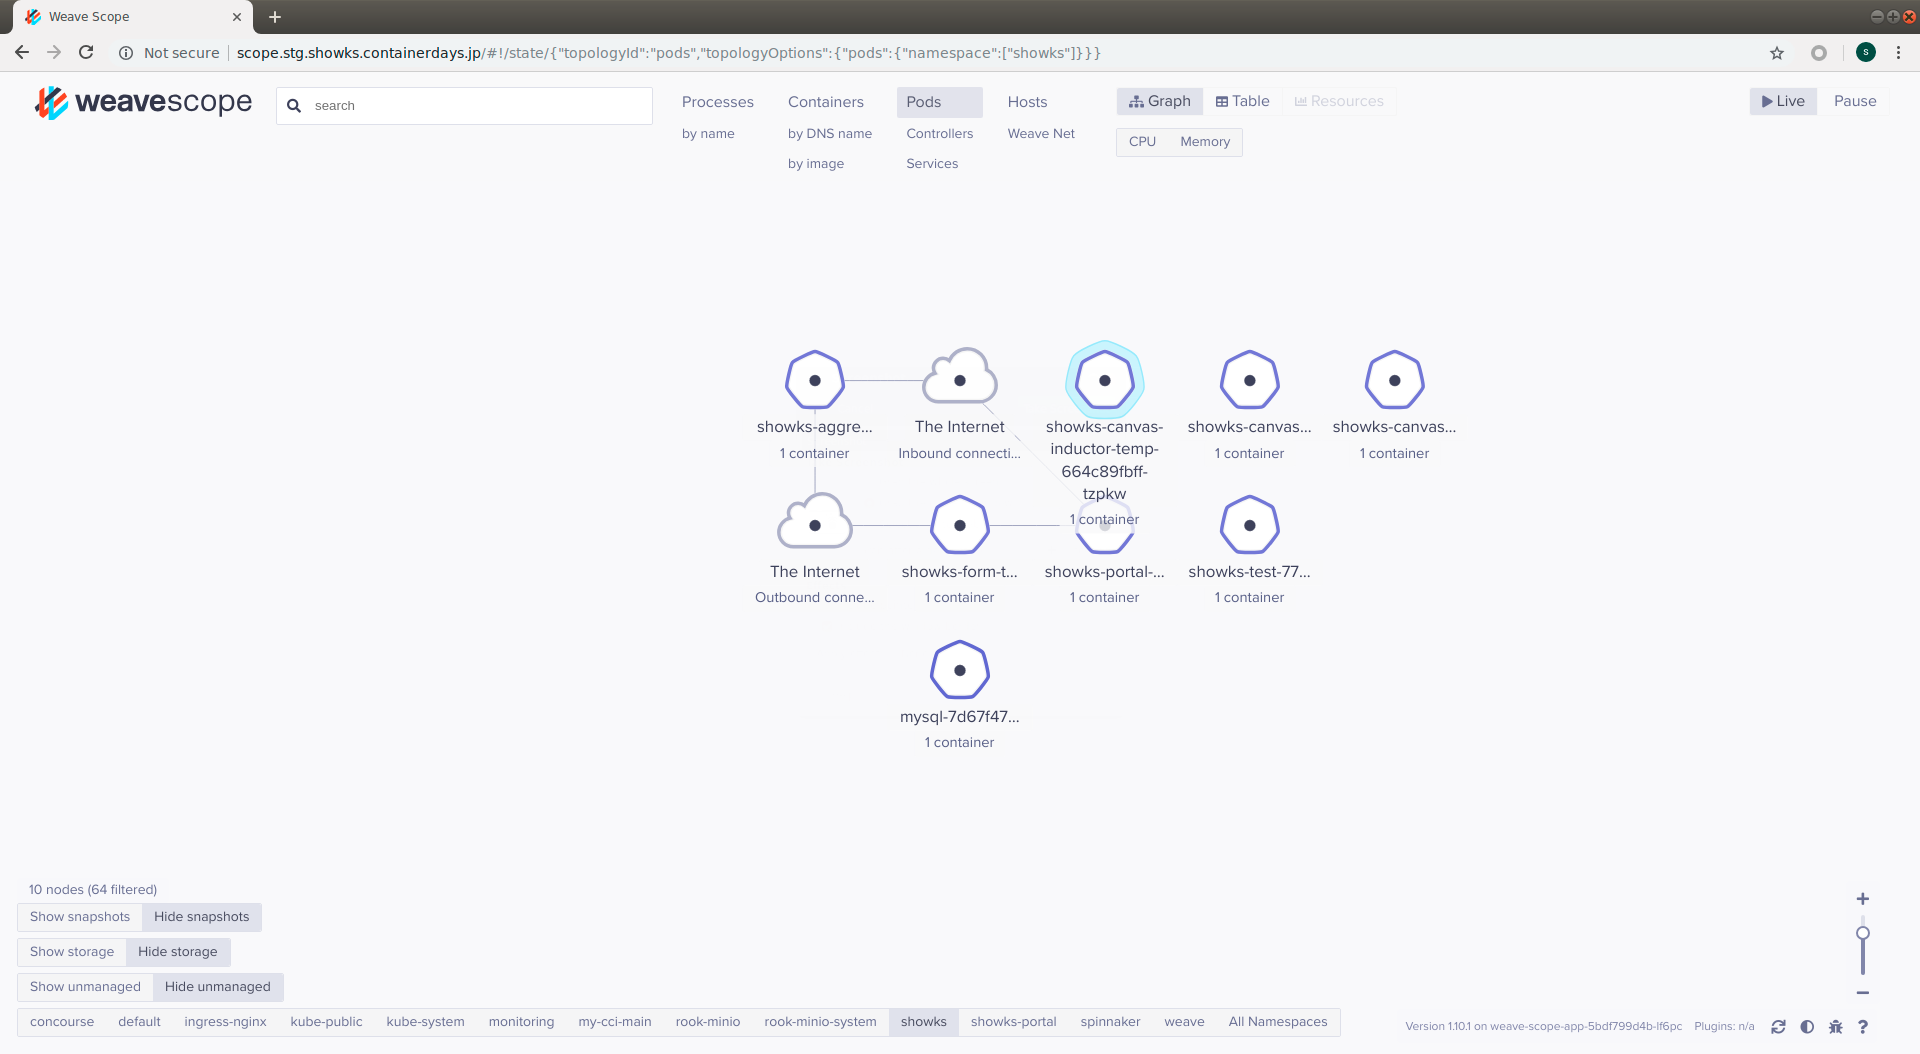 Weave Scope
Not secure
scope.stg.showks.containerdays.jp/#!/state/{"topologyId":"pods","topologyOptions":{"pods":{"namespace":["showks"]}}}
S
weavescope
search
Processes
by name
Containers
by DNS name
by image
Pods
Controllers
Services
Hosts
Weave Net
Graph
Table
Resources
CPU
Memory
Live
Pause
showks-aggre...
1 container
The Internet
Inbound connecti...
showks-canvas-
inductor-temp-
664c89fbff-
tzpkw
1 container
showks-canvas...
1 container
showks-canvas...
1 container
The Internet
Outbound conne...
showks-form-t...
1 container
showks-portal-...
1 container
showks-test-77...
1 container
mysql-7d67f47...
1 container
10 nodes (64 filtered)
Show snapshots
Hide snapshots
Show storage
Hide storage
Show unmanaged
Hide unmanaged
concourse
default
ingress-nginx
kube-public
kube-system
monitoring
my-cci-main
rook-minio
rook-minio-system
showks
showks-portal
spinnaker
weave
All Namespaces
Version 1.10.1 on weave-scope-app-5bdf799d4b-lf6pc
Plugins: n/a